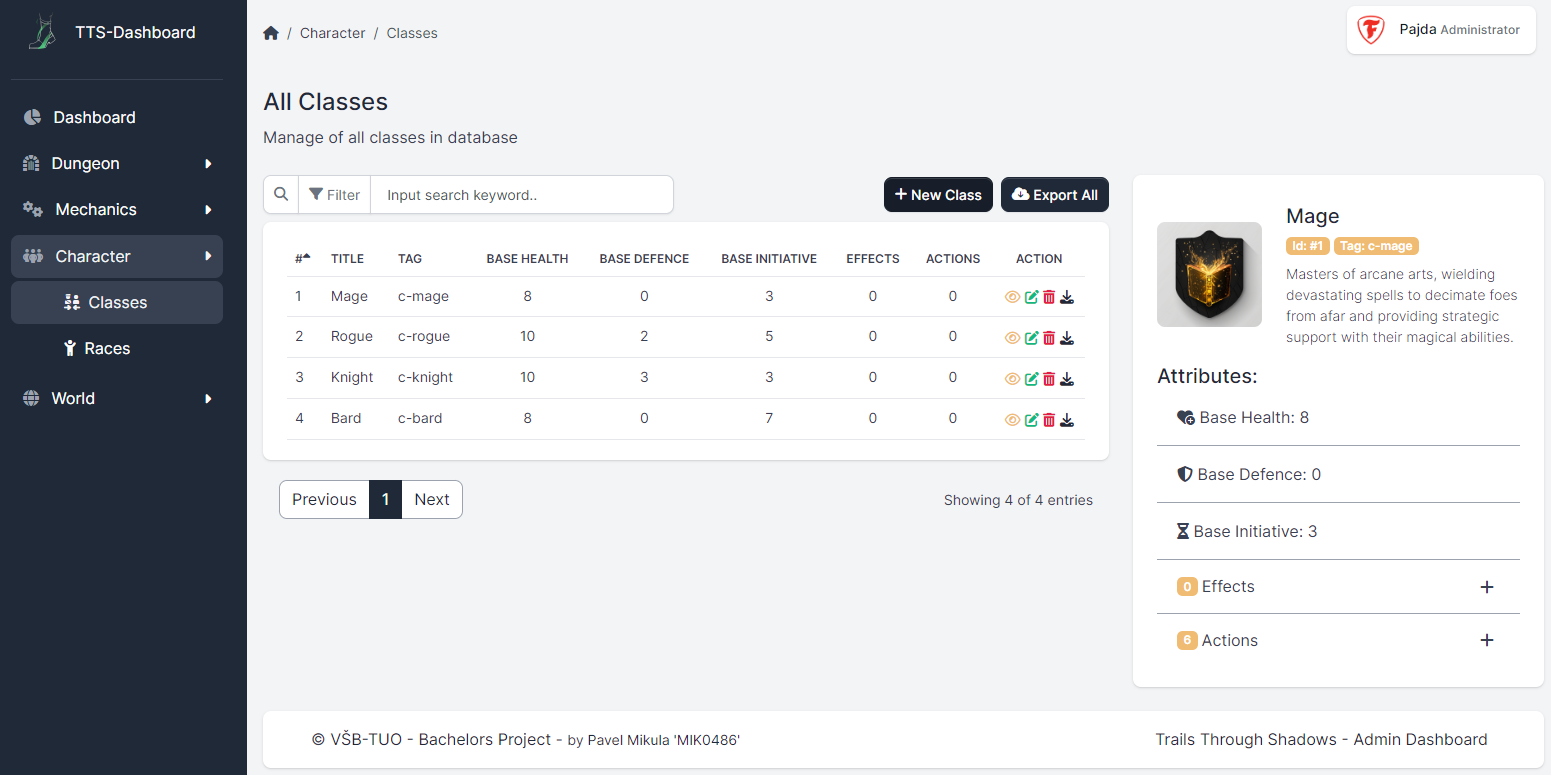 TTS-Dashboard
Dashboard
Dungeon
Mechanics
Character
Classes
Races
World
/ Character / Classes
Pajda Administrator
All Classes
Manage of all classes in database
Filter Input search keyword..
+ New Class Export All
# TITLE TAG BASE HEALTH BASE DEFENCE BASE INITIATIVE EFFECTS ACTIONS ACTION
1 Mage c-mage 8 0 3 0 0
2 Rogue c-rogue 10 2 5 0 0
3 Knight c-knight 10 3 3 0 0
4 Bard c-bard 8 0 7 0 0
Previous 1 Next
Showing 4 of 4 entries
Mage
Id: #1 Tag: c-mage
Masters of arcane arts, wielding
devastating spells to decimate foes
from afar and providing strategic
support with their magical abilities.
Attributes:
Base Health: 8
Base Defence: 0
Base Initiative: 3
0 Effects +
6 Actions +
© VŠB-TUO - Bachelors Project - by Pavel Mikula 'MIK0486'
Trails Through Shadows - Admin Dashboard